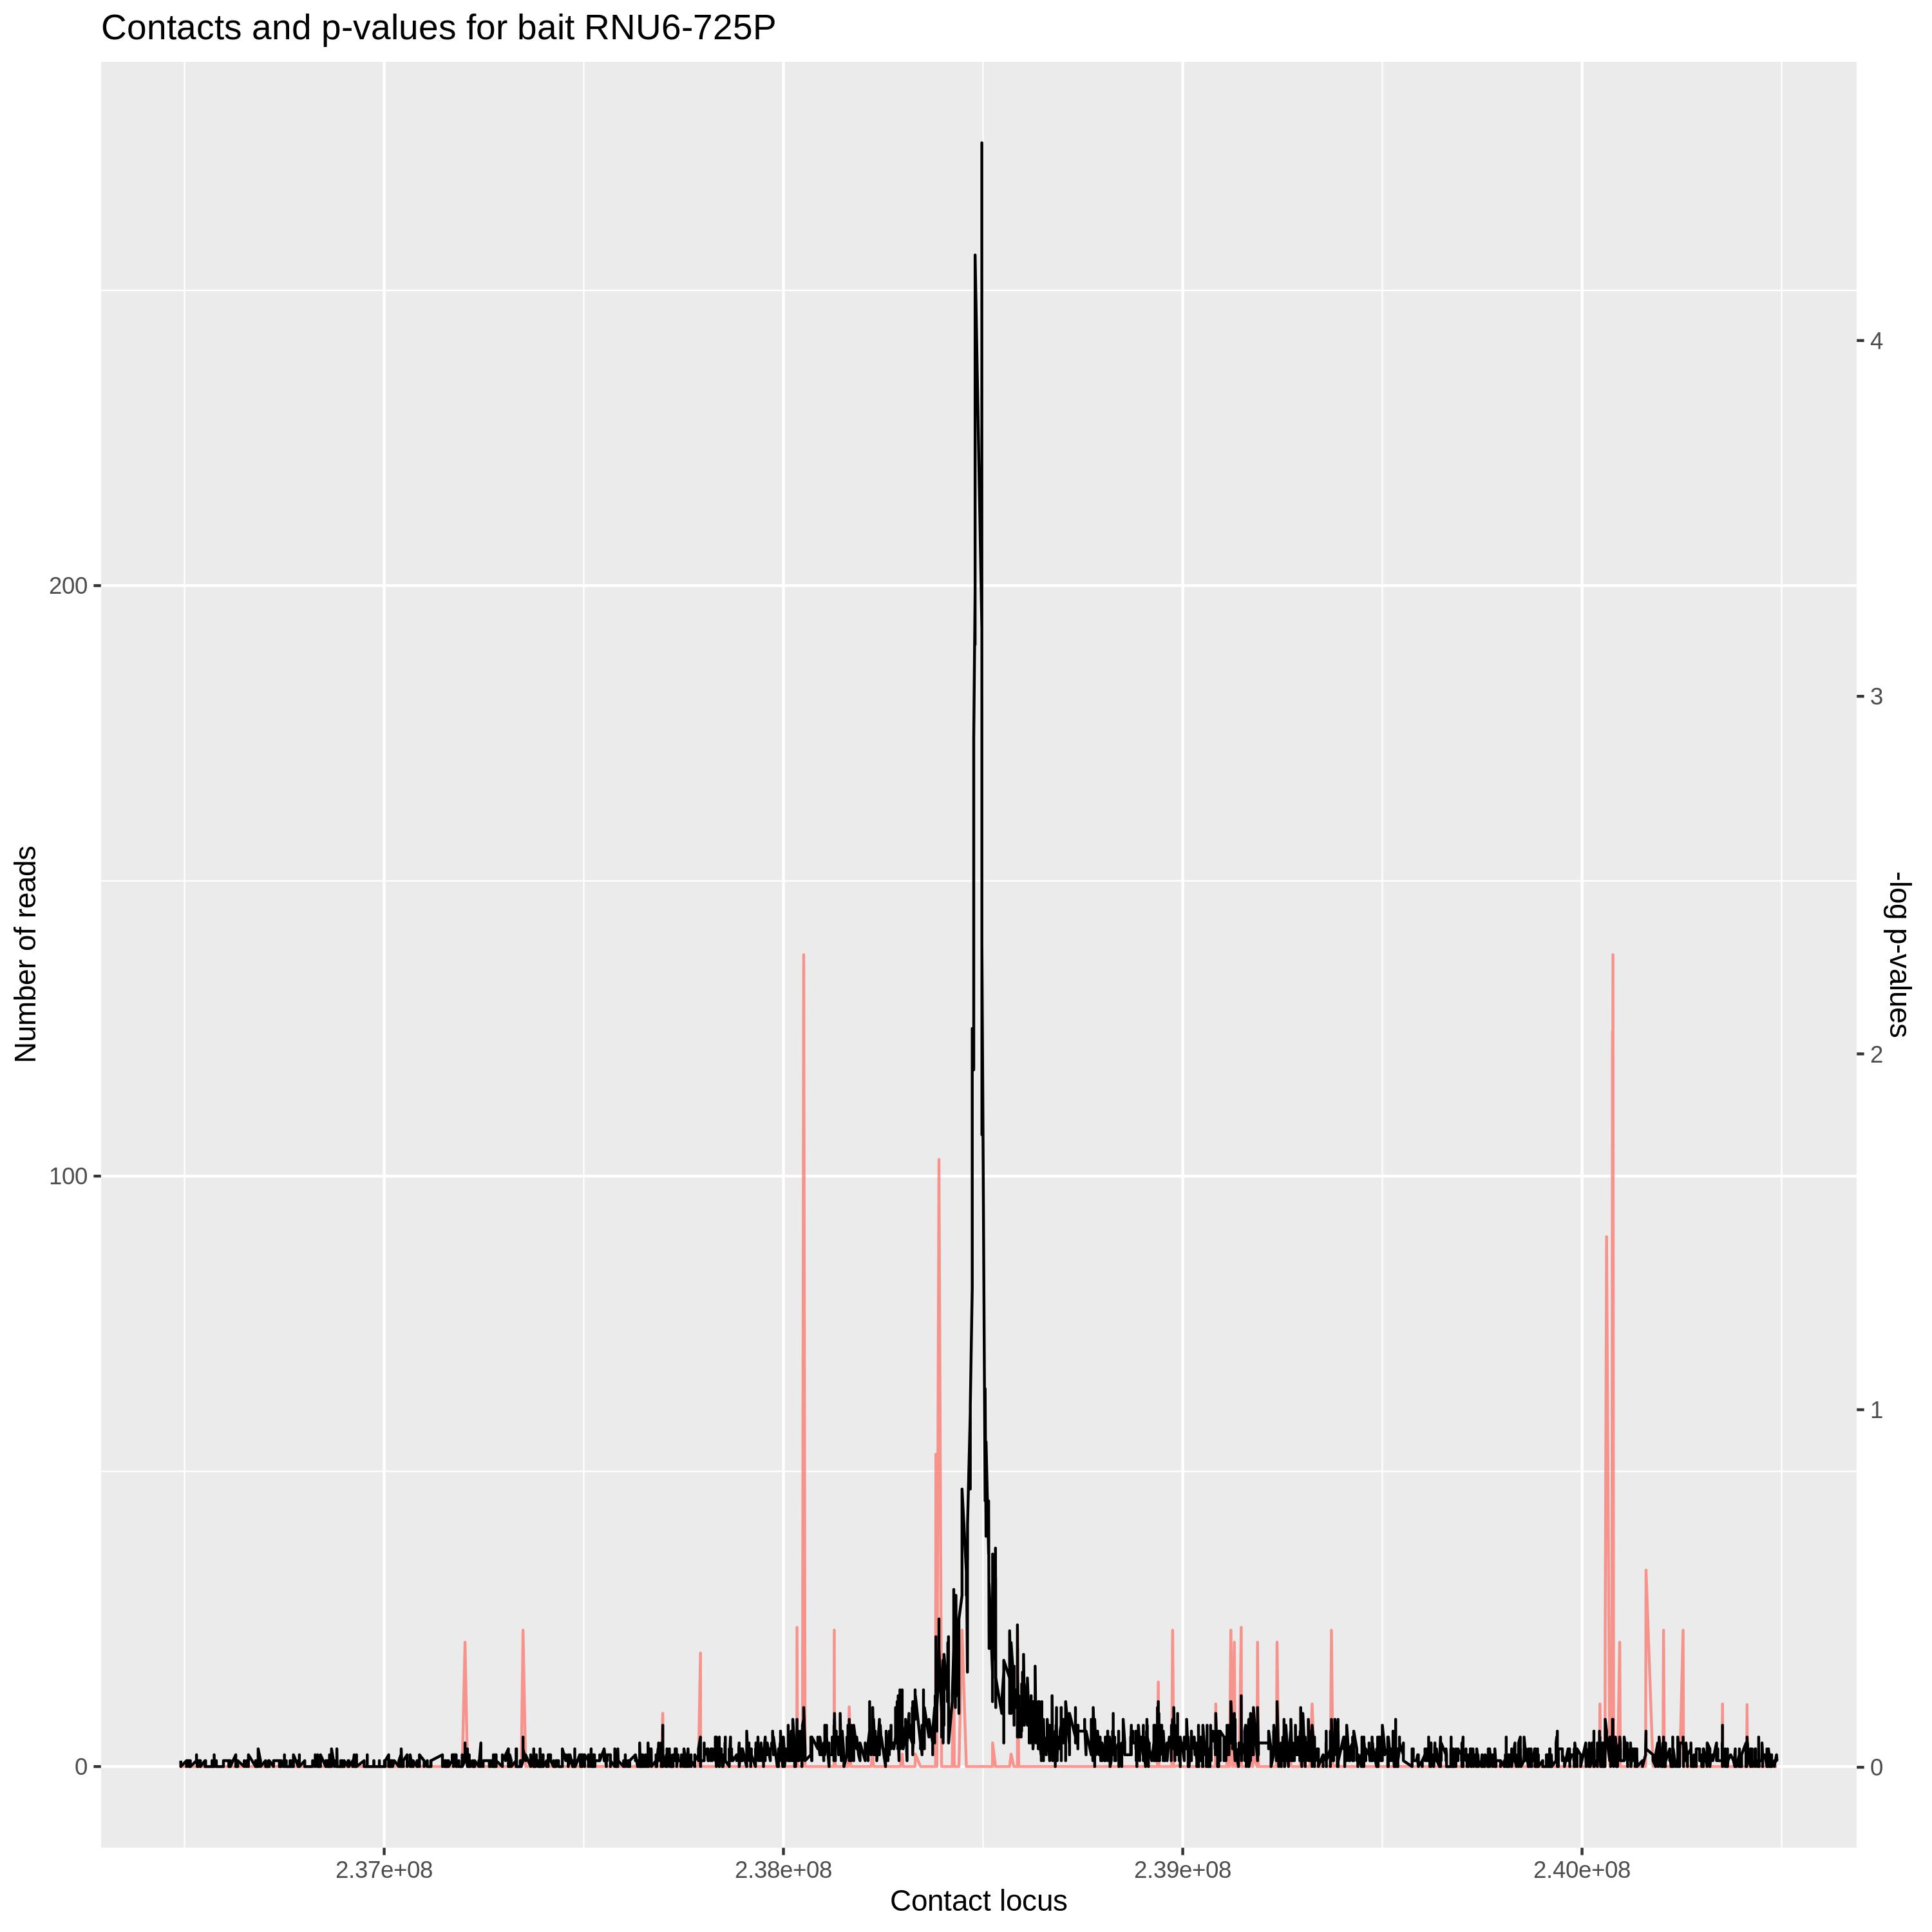 Contacts and p-values for bait RNU6-725P
Number of reads
200
100
0
4
3
2
1
0
-log p-values
2.37e+08
2.38e+08
2.39e+08
2.40e+08
Contact locus